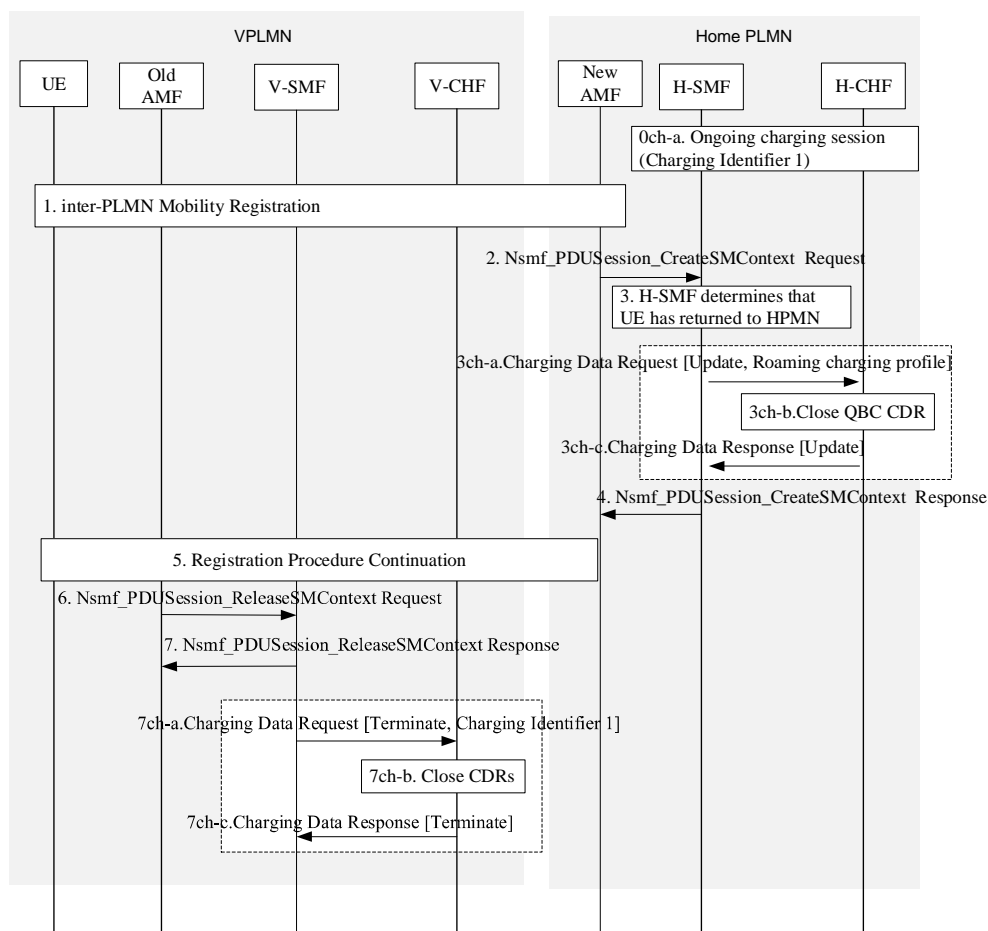 VPLMN
Home PLMN
UE
Old
AMF
V-SMF
V-CHF
New
AMF
H-SMF
H-CHF
0ch-a. Ongoing charging session
(Charging Identifier 1)
1. inter-PLMN Mobility Registration
2. Nsmf_PDUSession_CreateSMContext Request
3. H-SMF determines that
UE has returned to HPMN
3ch-a.Charging Data Request [Update, Roaming charging profile]
3ch-b.Close QBC CDR
3ch-c.Charging Data Response [Update]
4. Nsmf_PDUSession_CreateSMContext Response
5. Registration Procedure Continuation
6. Nsmf_PDUSession_ReleaseSMContext Request
7. Nsmf_PDUSession_ReleaseSMContext Response
7ch-a.Charging Data Request [Terminate, Charging Identifier 1]
7ch-b. Close CDRs
7ch-c.Charging Data Response [Terminate]